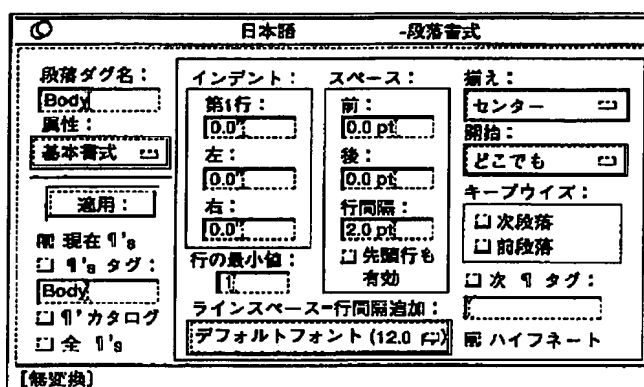 日本語 -段落書式
段落ダグ名：
Body
属性：
基本書式
適用：
現在 ¶'s
¶'s タグ：
Body
¶' カタログ
全 ¶'s
インデント：
第1行：
0.0"
左：
0.0"
右：
0.0"
行の最小値：
1
スペース：
前：
0.0 pt
後：
0.0 pt
行間隔：
2.0 pt
先頭行も
有効
ラインスペース=行間隔追加：
デフォルトフォント (12.0 pt)
揃え：
センター
開始：
どこでも
キープウイズ：
次段落
前段落
次 ¶ タグ：
ハイフネート
[無変換]